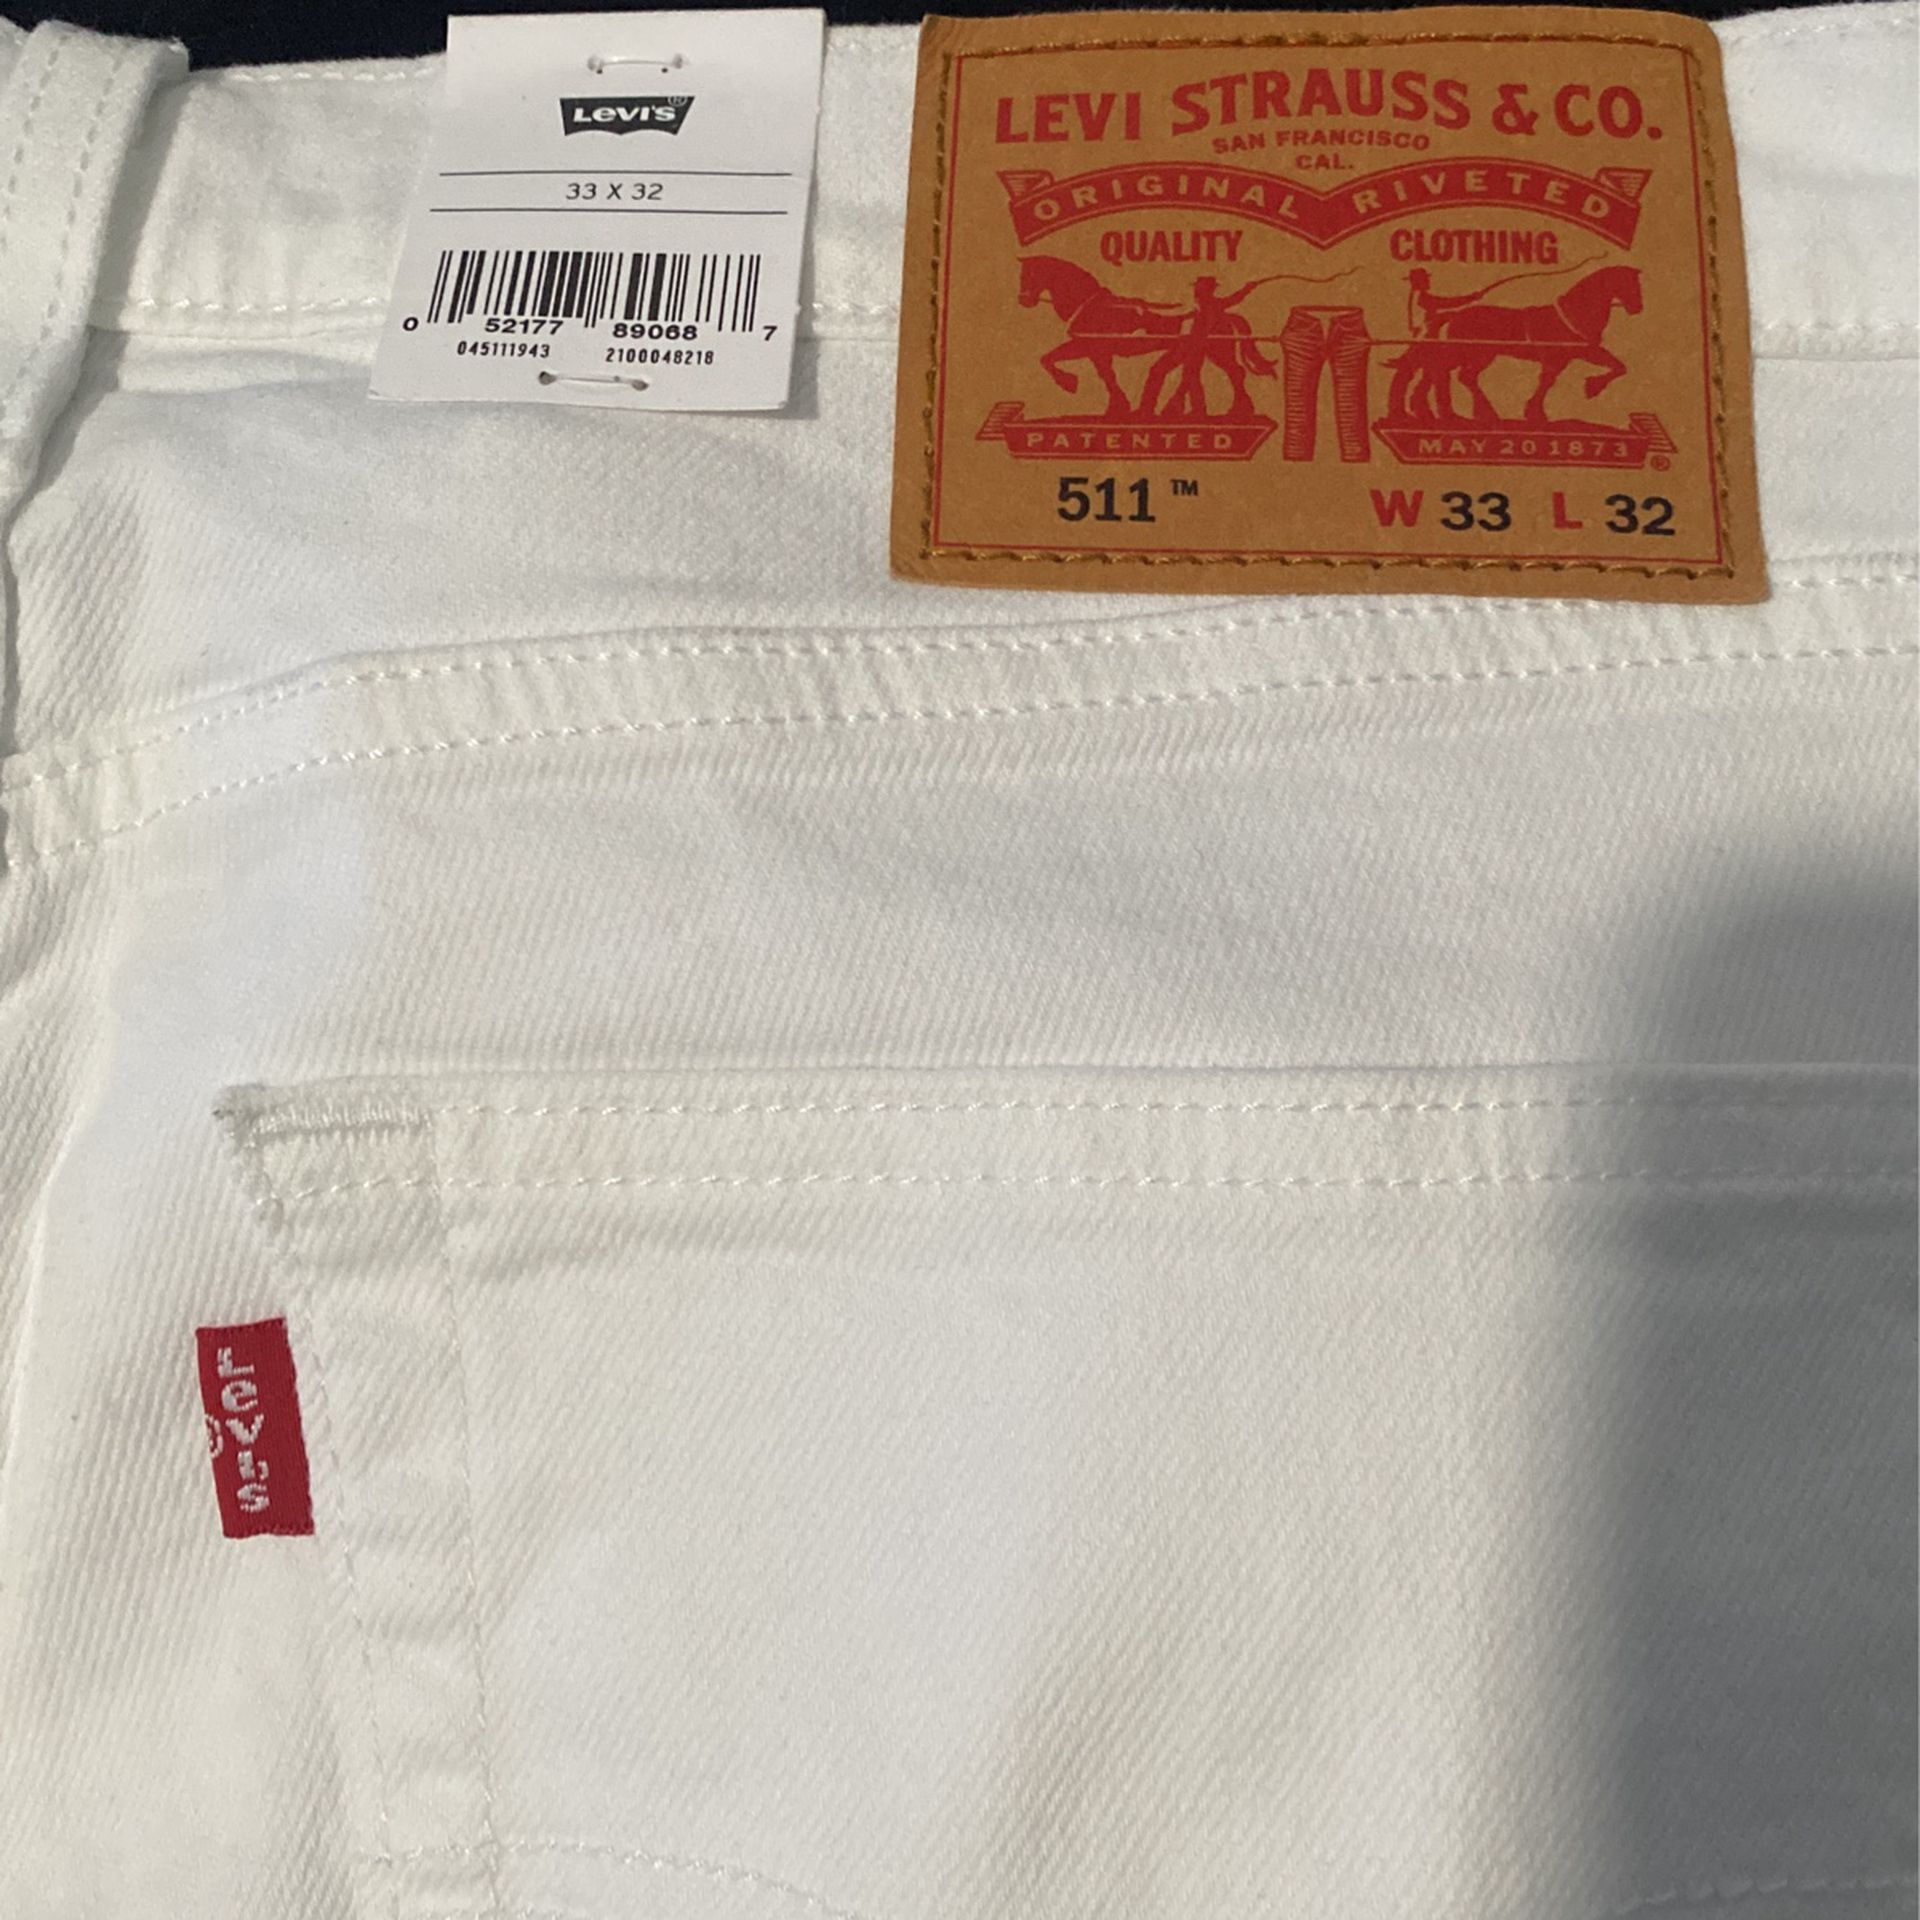 LEVI'S®
33 X 32
0 52177 89068 7
045111943 2100048218
LEVI STRAUSS & CO.
SAN FRANCISCO
CAL.
ORIGINAL RIVETED
QUALITY CLOTHING
PATENTED MAY 20 1873 ®
511™ W 33 L 32
LEVI'S ®